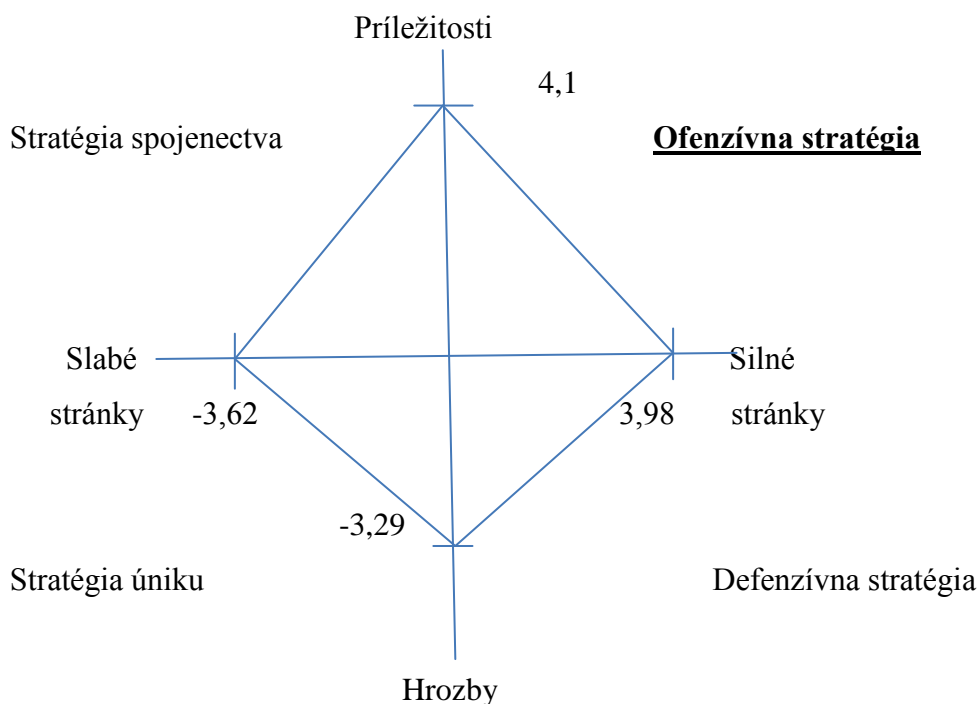 Príležitosti
4,1
Stratégia spojenectva
Ofenzívna stratégia
Slabé
stránky
-3,62
Silné
stránky
3,98
-3,29
Stratégia úniku
Defenzívna stratégia
Hrozby